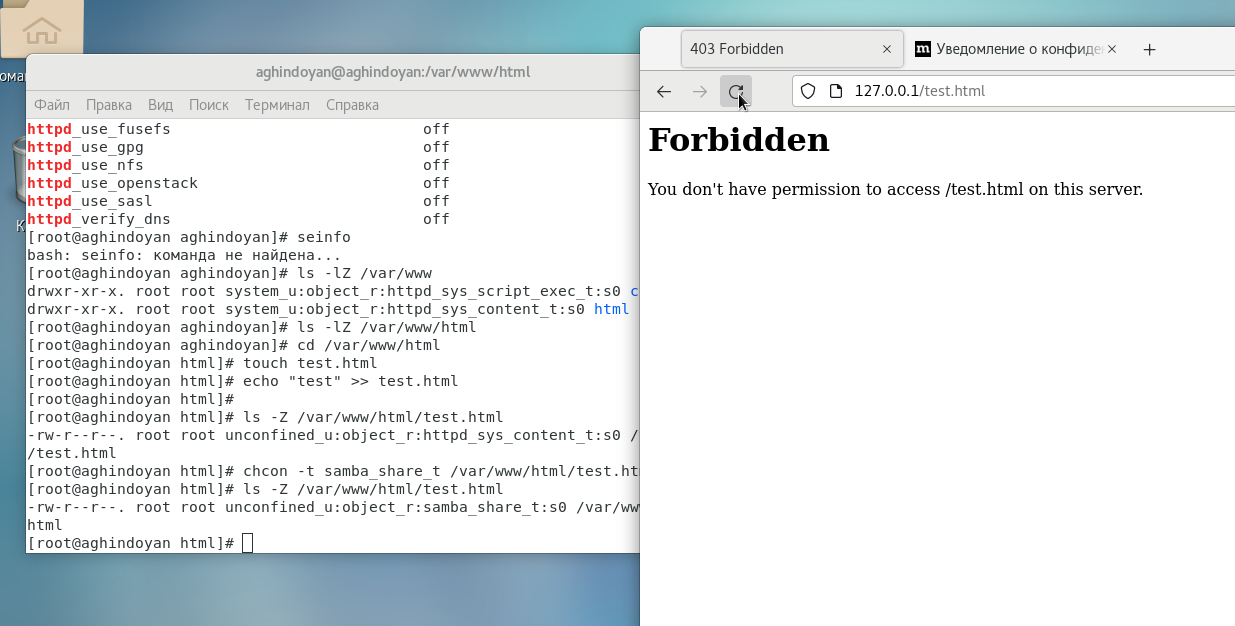 aghindoyan@aghindoyan:/var/www/html
Файл Правка Вид Поиск Терминал Справка
httpd_use_fusefs off
httpd_use_gpg off
httpd_use_nfs off
httpd_use_openstack off
httpd_use_sasl off
httpd_verify_dns off
[root@aghindoyan aghindoyan]# seinfo
bash: seinfo: команда не найдена...
[root@aghindoyan aghindoyan]# ls -lZ /var/www
drwxr-xr-x. root root system_u:object_r:httpd_sys_script_exec_t:s0 c
drwxr-xr-x. root root system_u:object_r:httpd_sys_content_t:s0 html
[root@aghindoyan aghindoyan]# ls -lZ /var/www/html
[root@aghindoyan aghindoyan]# cd /var/www/html
[root@aghindoyan html]# touch test.html
[root@aghindoyan html]# echo "test" >> test.html
[root@aghindoyan html]#
[root@aghindoyan html]# ls -Z /var/www/html/test.html
-rw-r--r--. root root unconfined_u:object_r:httpd_sys_content_t:s0 /
/test.html
[root@aghindoyan html]# chcon -t samba_share_t /var/www/html/test.ht
[root@aghindoyan html]# ls -Z /var/www/html/test.html
-rw-r--r--. root root unconfined_u:object_r:samba_share_t:s0 /var/ww
html
[root@aghindoyan html]#
403 Forbidden
m Уведомление о конфиде
127.0.0.1/test.html
Forbidden
You don't have permission to access /test.html on this server.